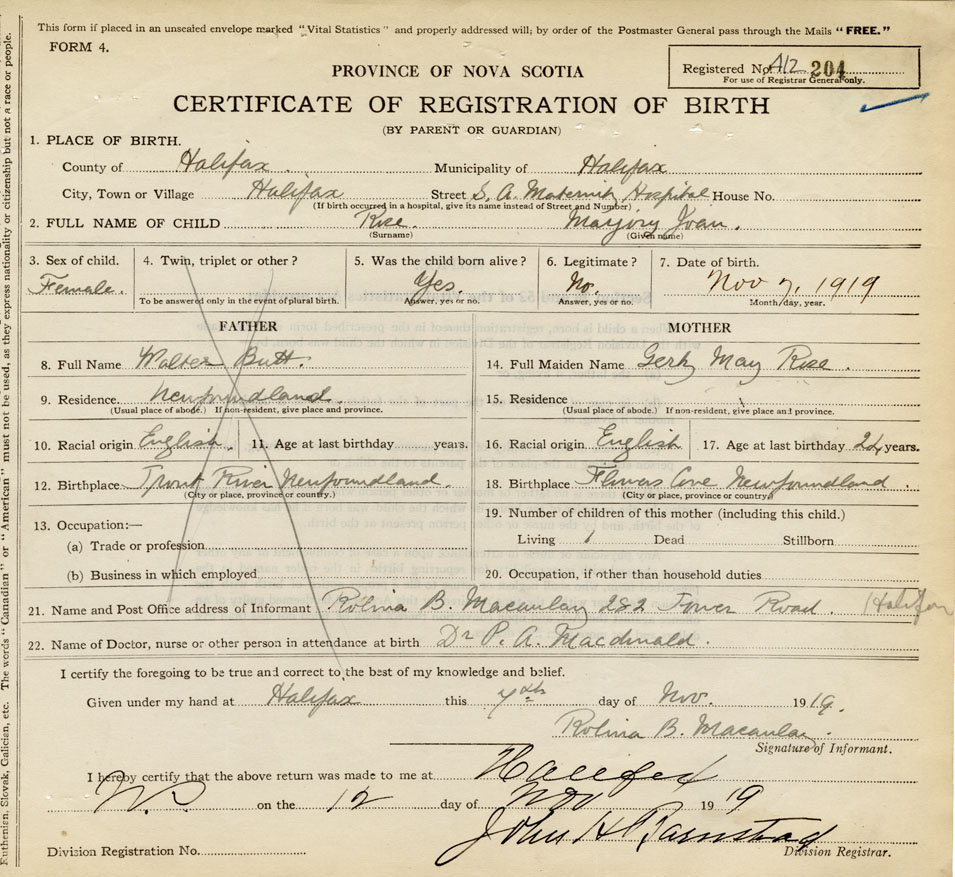 This form if placed in an unsealed envelope marked "Vital Statistics" and properly addressed will; by order of the Postmaster General pass through the Mails "FREE."
FORM 4.
Registered No. 204
For use of Registrar General only.
PROVINCE OF NOVA SCOTIA
CERTIFICATE OF REGISTRATION OF BIRTH
(BY PARENT OR GUARDIAN)
1. PLACE OF BIRTH.
County of Halifax. Municipality of Halifax
City, Town or Village Halifax Street S. A. Maternity Hospital House No.
(If birth occurred in a hospital, give its name instead of Street and Number)
2. FULL NAME OF CHILD Rose. Marjory Joan.
(Surname) (Given name)
3. Sex of child. 4. Twin, triplet or other? 5. Was the child born alive? 6. Legitimate? 7. Date of birth.
Female. Yes. No. Nov 7, 1919
To be answered only in the event of plural birth. Answer, yes or no. Answer, yes or no. Month/day, year.
FATHER MOTHER
8. Full Name Walter Butt. 14. Full Maiden Name May Rose.
9. Residence. Newfoundland. 15. Residence
(Usual place of abode.) If non-resident, give place and province. (Usual place of abode.) If non-resident, give place and province.
10. Racial origin English. 11. Age at last birthday years. 16. Racial origin English 17. Age at last birthday 24 years.
12. Birthplace Trout River Newfoundland. 18. Birthplace Flowers Cove Newfoundland.
(City or place, province or country.) (City or place, province or country)
13. Occupation:— 19. Number of children of this mother (including this child.)
(a) Trade or profession Living 1 Dead Stillborn
(b) Business in which employed 20. Occupation, if other than household duties
21. Name and Post Office address of Informant Rolina B. Macaulay 282 Tower Road. Halifax
22. Name of Doctor, nurse or other person in attendance at birth Dr P. A. Macdonald.
I certify the foregoing to be true and correct to the best of my knowledge and belief.
Given under my hand at Halifax this day of Nov. 1919.
Rolina B. Macaulay.
Signature of Informant.
I hereby certify that the above return was made to me at Halifax
N.S on the 12 day of Nov 1919
John H Barnstead
Division Registration No. Division Registrar.
Ruthenian, Slovak, Galician, etc. The words "Canadian" or "American" must not be used, as they express nationality or citizenship but not a race or people.